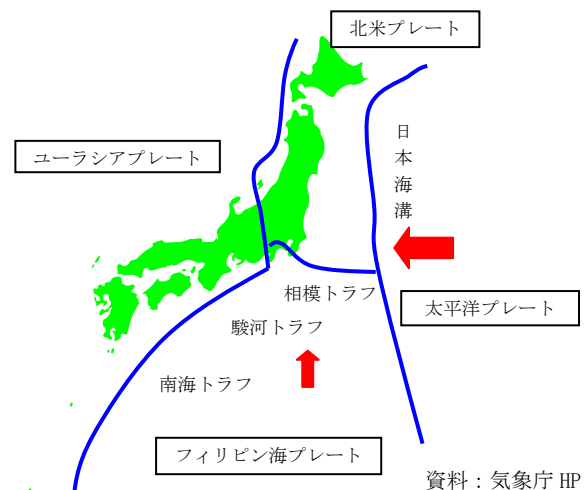 北米プレート
ユーラシアプレート
日本海溝
相模トラフ
太平洋プレート
駿河トラフ
南海トラフ
フィリピン海プレート
資料：気象庁 HP